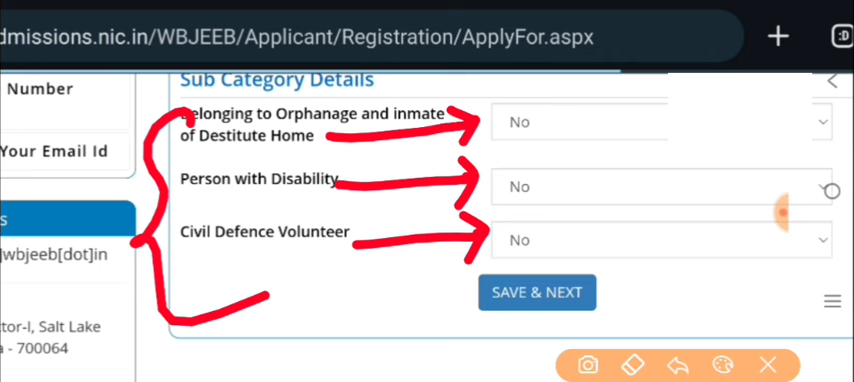 dmissions.nic.in/WBJEEB/Applicant/Registration/ApplyFor.aspx
:D
Sub Category Details
Number
Your Email Id
Belonging to Orphanage and inmate
of Destitute Home
No
Person with Disability
No
Civil Defence Volunteer
No
SAVE & NEXT
s
]wbjeeb[dot]in
tor-I, Salt Lake
a - 700064